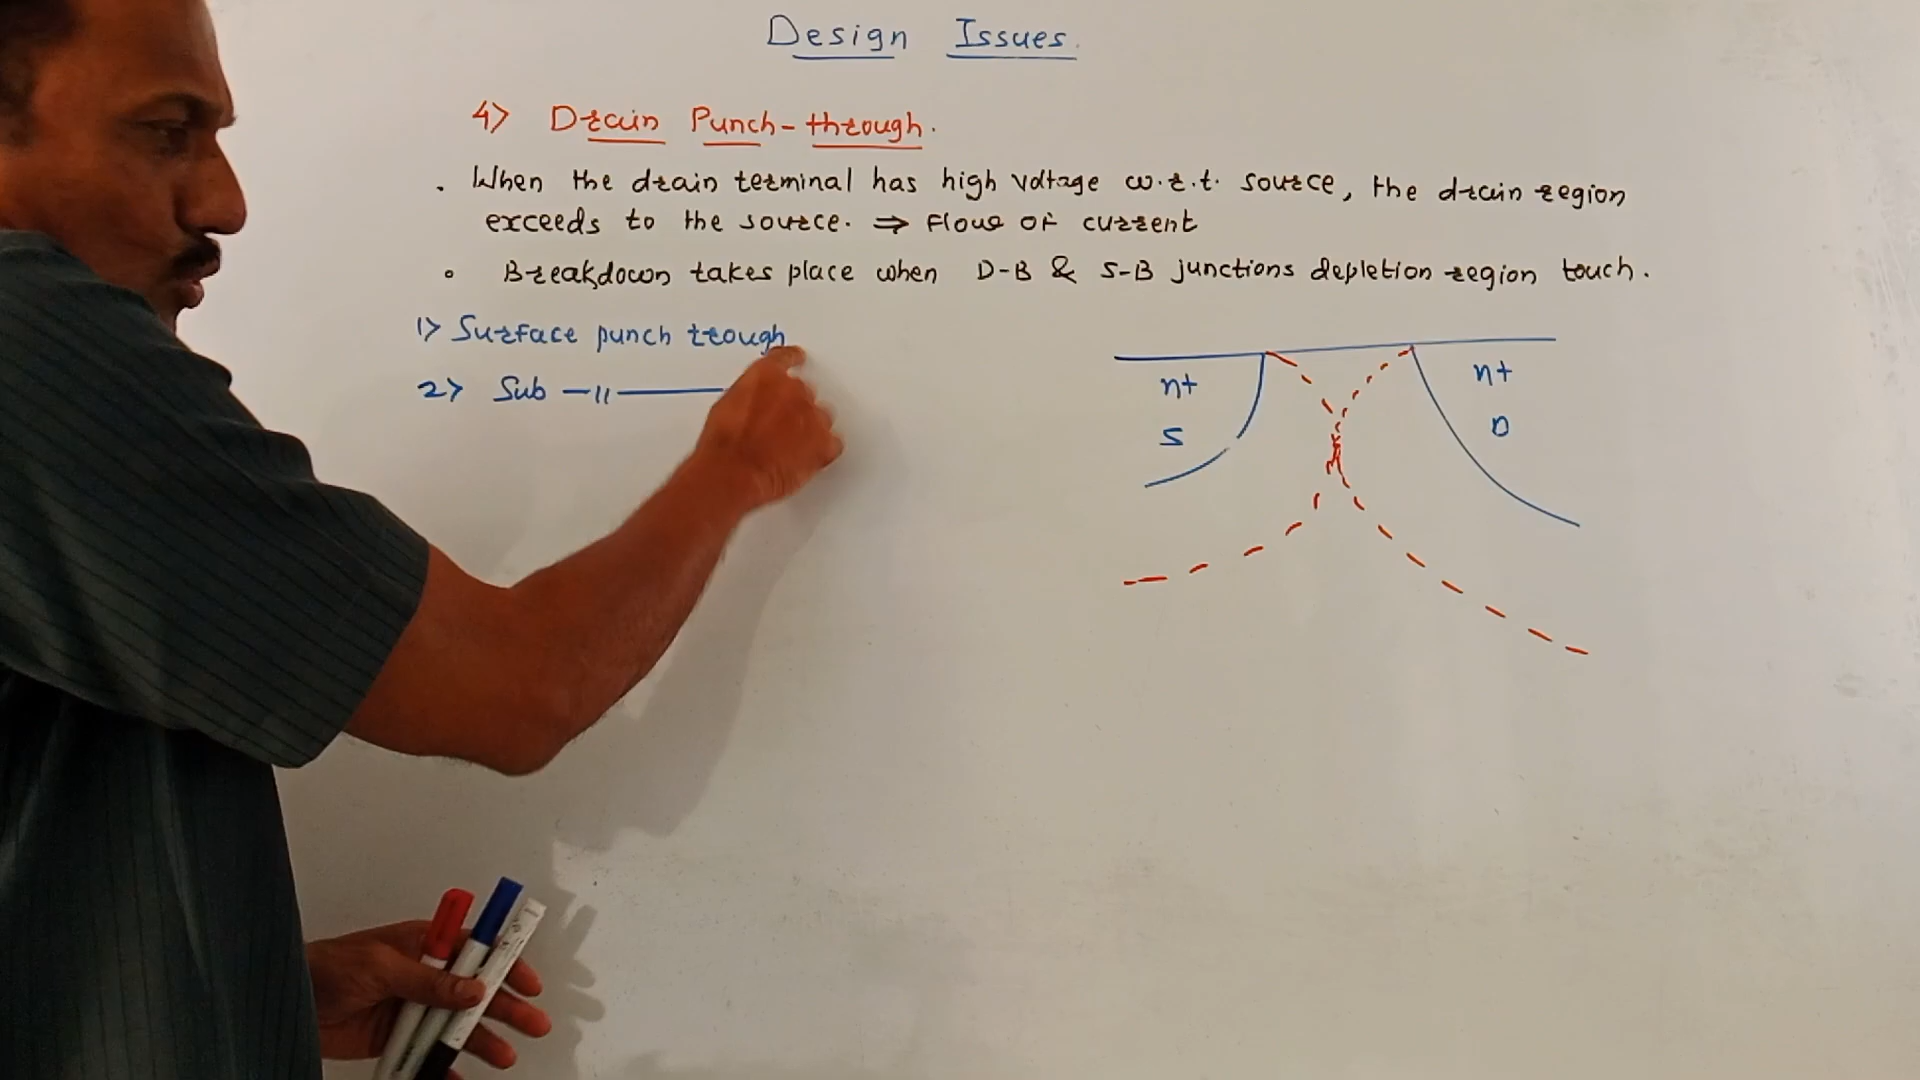 Design Issues.
4) Drain Punch-through.
. When the drain terminal has high voltage w.r.t. source, the drain region
exceeds to the source. ⇒ Flow of current
∘ Breakdown takes place when D-B & S-B junctions depletion region touch.
1) Surface punch trough
2) Sub —〃———
n+
n+
S
D